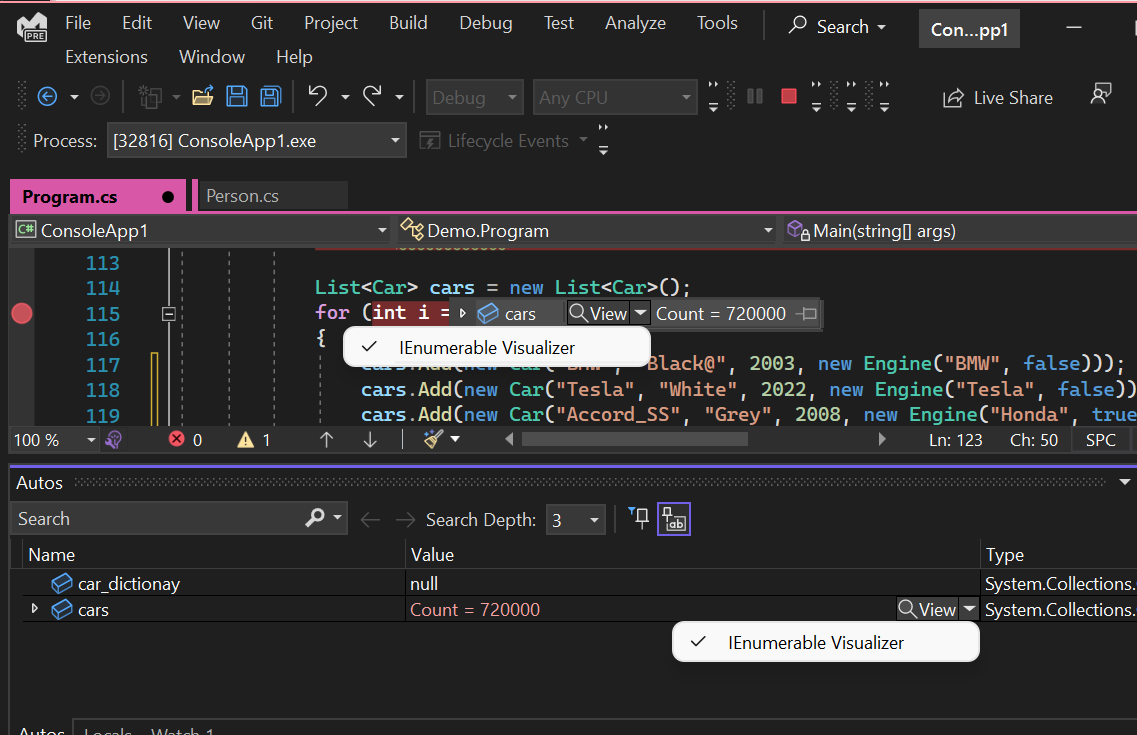 File Edit View Git Project Build Debug Test Analyze Tools Search Con...pp1
PRE
Extensions Window Help
Debug Any CPU Live Share
Process: [32816] ConsoleApp1.exe Lifecycle Events
Program.cs Person.cs
C# ConsoleApp1 Demo.Program Main(string[] args)
113
114 List<Car> cars = new List<Car>();
115 for (int i = cars View Count = 720000
116 {
IEnumerable Visualizer
117 cars.Add(new Car("BMW", "Black@", 2003, new Engine("BMW", false)));
118 cars.Add(new Car("Tesla", "White", 2022, new Engine("Tesla", false))
119 cars.Add(new Car("Accord_SS", "Grey", 2008, new Engine("Honda", true
100 % 0 1 Ln: 123 Ch: 50 SPC
Autos
Search Search Depth: 3 ab
Name Value Type
car_dictionay null System.Collections.
cars Count = 720000 View System.Collections.
IEnumerable Visualizer
Autos Locals Watch 1